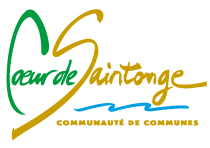 Cœur de
Saintonge
COMMUNAUTÉ DE COMMUNES